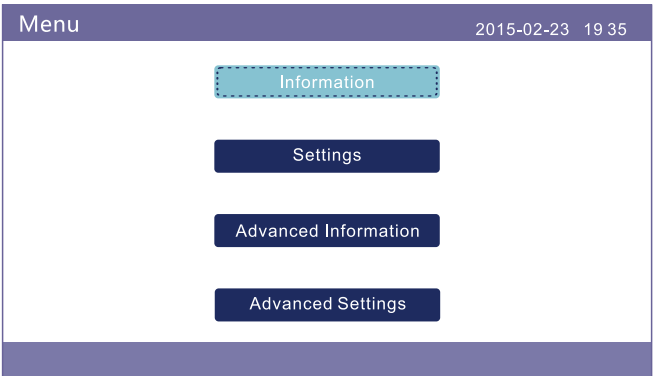 Menu
2015-02-23 19 35
Information
Settings
Advanced Information
Advanced Settings